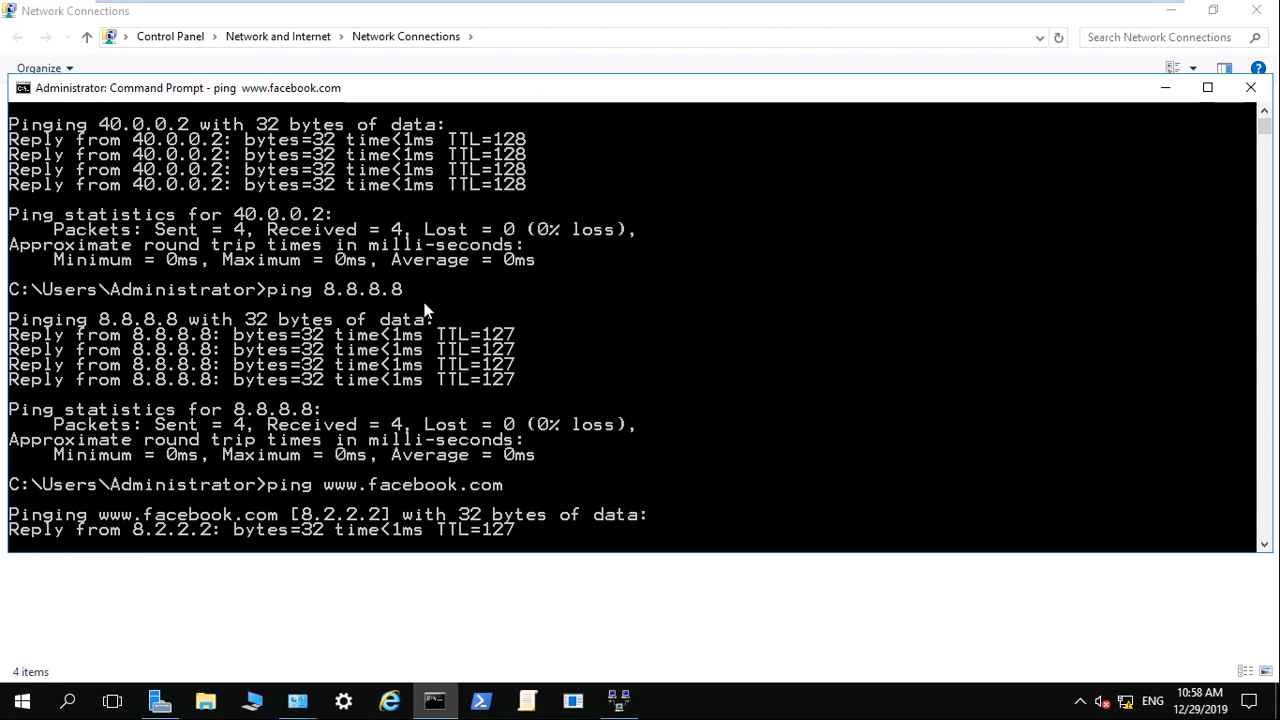 Network Connections
Control Panel > Network and Internet > Network Connections >
Search Network Connections
Organize
Administrator: Command Prompt - ping  www.facebook.com
Pinging 40.0.0.2 with 32 bytes of data:
Reply from 40.0.0.2: bytes=32 time<1ms TTL=128
Reply from 40.0.0.2: bytes=32 time<1ms TTL=128
Reply from 40.0.0.2: bytes=32 time<1ms TTL=128
Reply from 40.0.0.2: bytes=32 time<1ms TTL=128
Ping statistics for 40.0.0.2:
    Packets: Sent = 4, Received = 4, Lost = 0 (0% loss),
Approximate round trip times in milli-seconds:
    Minimum = 0ms, Maximum = 0ms, Average = 0ms
C:\Users\Administrator>ping 8.8.8.8
Pinging 8.8.8.8 with 32 bytes of data:
Reply from 8.8.8.8: bytes=32 time<1ms TTL=127
Reply from 8.8.8.8: bytes=32 time<1ms TTL=127
Reply from 8.8.8.8: bytes=32 time<1ms TTL=127
Reply from 8.8.8.8: bytes=32 time<1ms TTL=127
Ping statistics for 8.8.8.8:
    Packets: Sent = 4, Received = 4, Lost = 0 (0% loss),
Approximate round trip times in milli-seconds:
    Minimum = 0ms, Maximum = 0ms, Average = 0ms
C:\Users\Administrator>ping www.facebook.com
Pinging www.facebook.com [8.2.2.2] with 32 bytes of data:
Reply from 8.2.2.2: bytes=32 time<1ms TTL=127
4 items
ENG
10:58 AM
12/29/2019